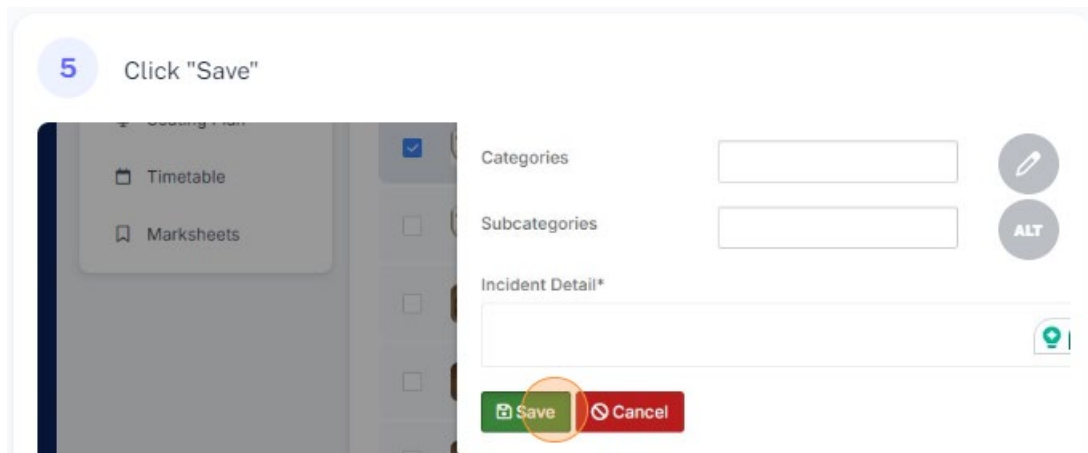 5 Click "Save"
Timetable
Marksheets
Categories
Subcategories
ALT
Incident Detail*
Save Cancel